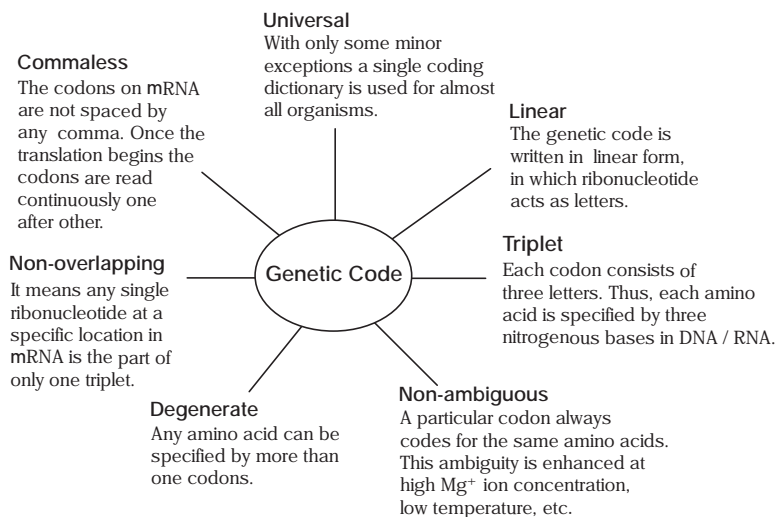 Universal
With only some minor
exceptions a single coding
dictionary is used for almost
all organisms.
Commaless
The codons on mRNA
are not spaced by
any comma. Once the
translation begins the
codons are read
continuously one
after other.
Linear
The genetic code is
written in linear form,
in which ribonucleotide
acts as letters.
Non-overlapping
It means any single
ribonucleotide at a
specific location in
mRNA is the part of
only one triplet.
Genetic Code
Triplet
Each codon consists of
three letters. Thus, each amino
acid is specified by three
nitrogenous bases in DNA / RNA.
Degenerate
Any amino acid can be
specified by more than
one codons.
Non-ambiguous
A particular codon always
codes for the same amino acids.
This ambiguity is enhanced at
high Mg⁺ ion concentration,
low temperature, etc.